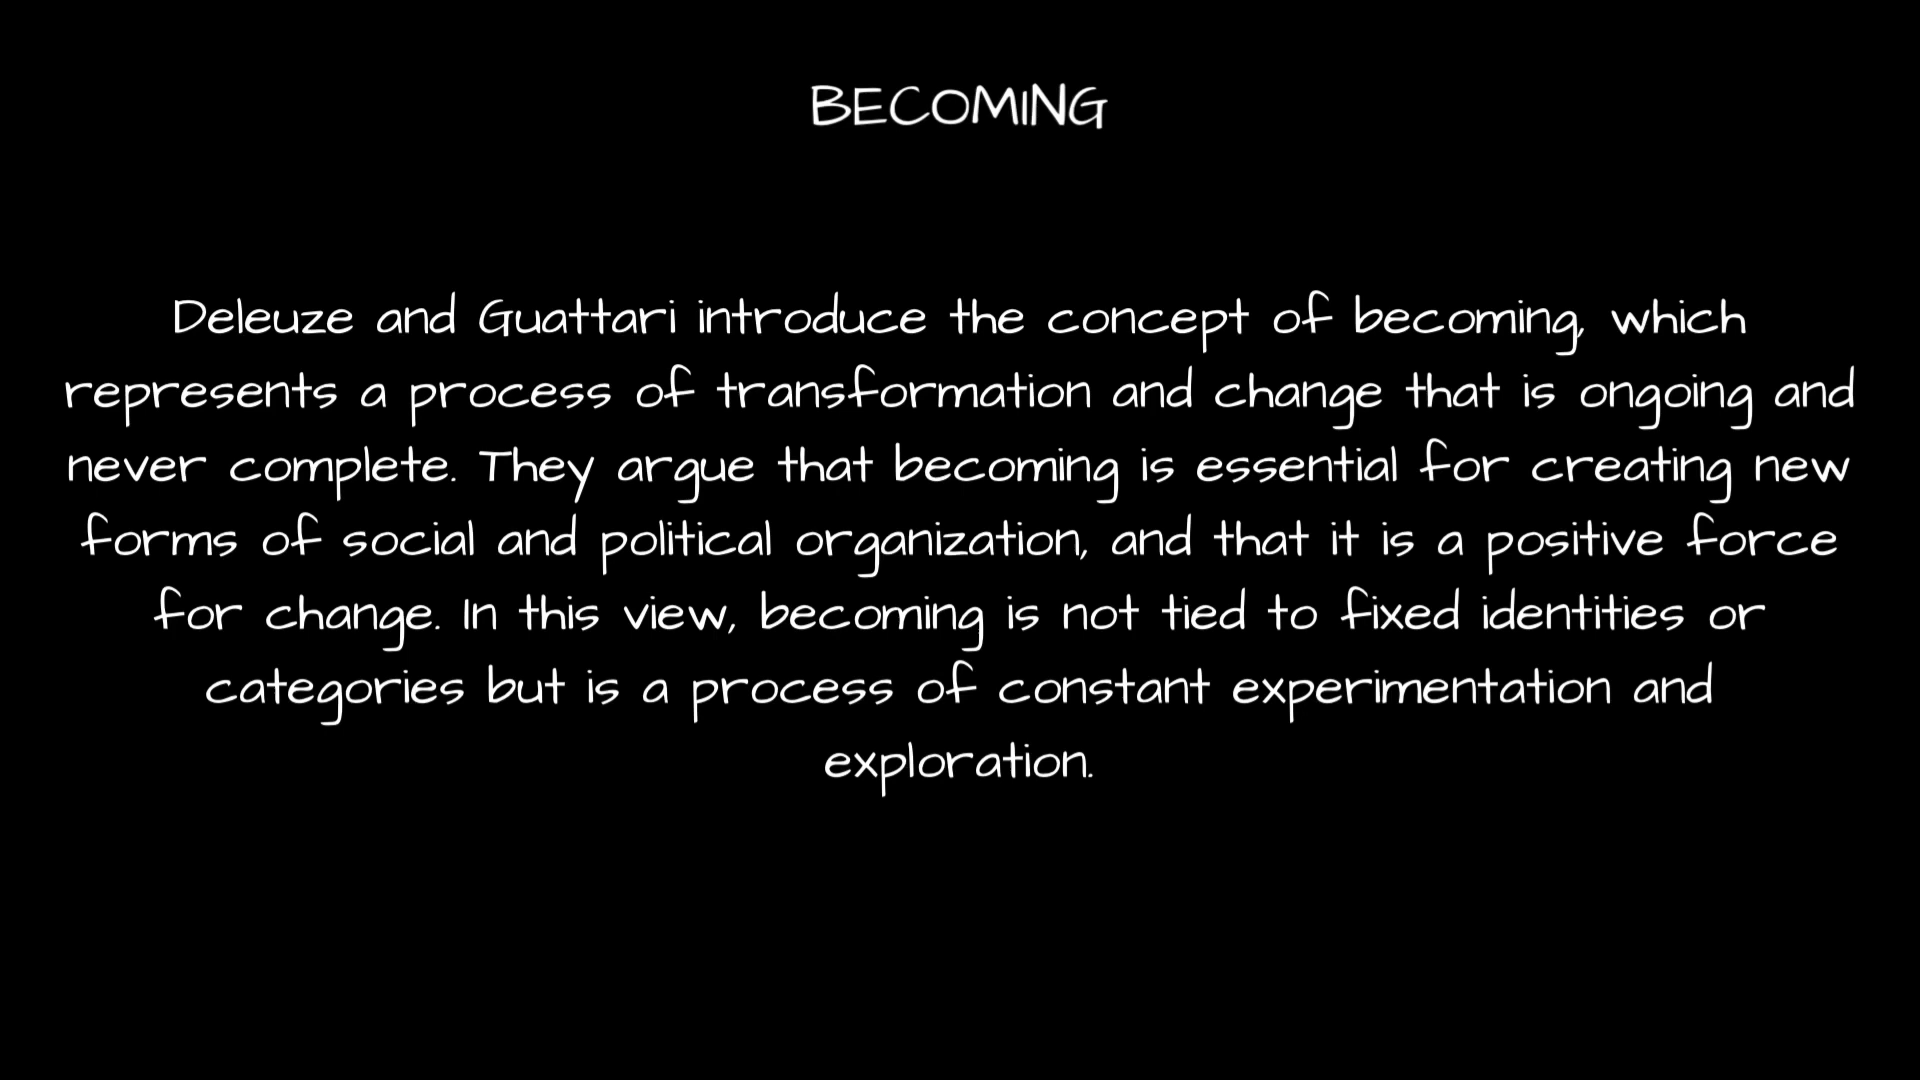 BECOMING
Deleuze and Guattari introduce the concept of becoming, which
represents a process of transformation and change that is ongoing and
never complete. They argue that becoming is essential for creating new
forms of social and political organization, and that it is a positive force
for change. In this view, becoming is not tied to fixed identities or
categories but is a process of constant experimentation and
exploration.